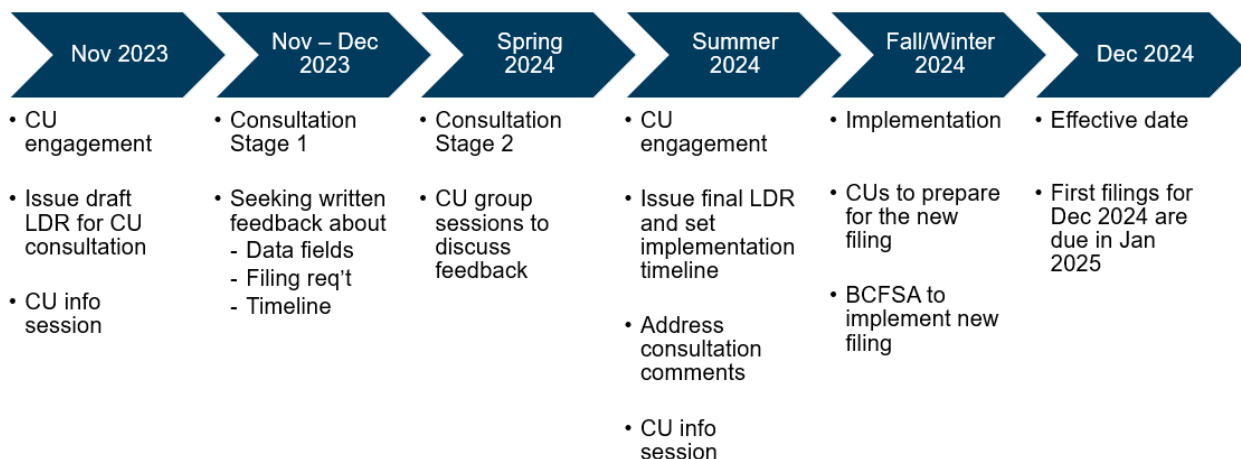 Nov 2023
Nov – Dec
2023
Spring
2024
Summer
2024
Fall/Winter
2024
Dec 2024
• CU
engagement
• Issue draft
LDR for CU
consultation
• CU info
session
• Consultation
Stage 1
• Seeking written
feedback about
- Data fields
- Filing req't
- Timeline
• Consultation
Stage 2
• CU group
sessions to
discuss
feedback
• CU
engagement
• Issue final LDR
and set
implementation
timeline
• Address
consultation
comments
• CU info
session
• Implementation
• CUs to prepare
for the new
filing
• BCFSA to
implement new
filing
• Effective date
• First filings for
Dec 2024 are
due in Jan
2025